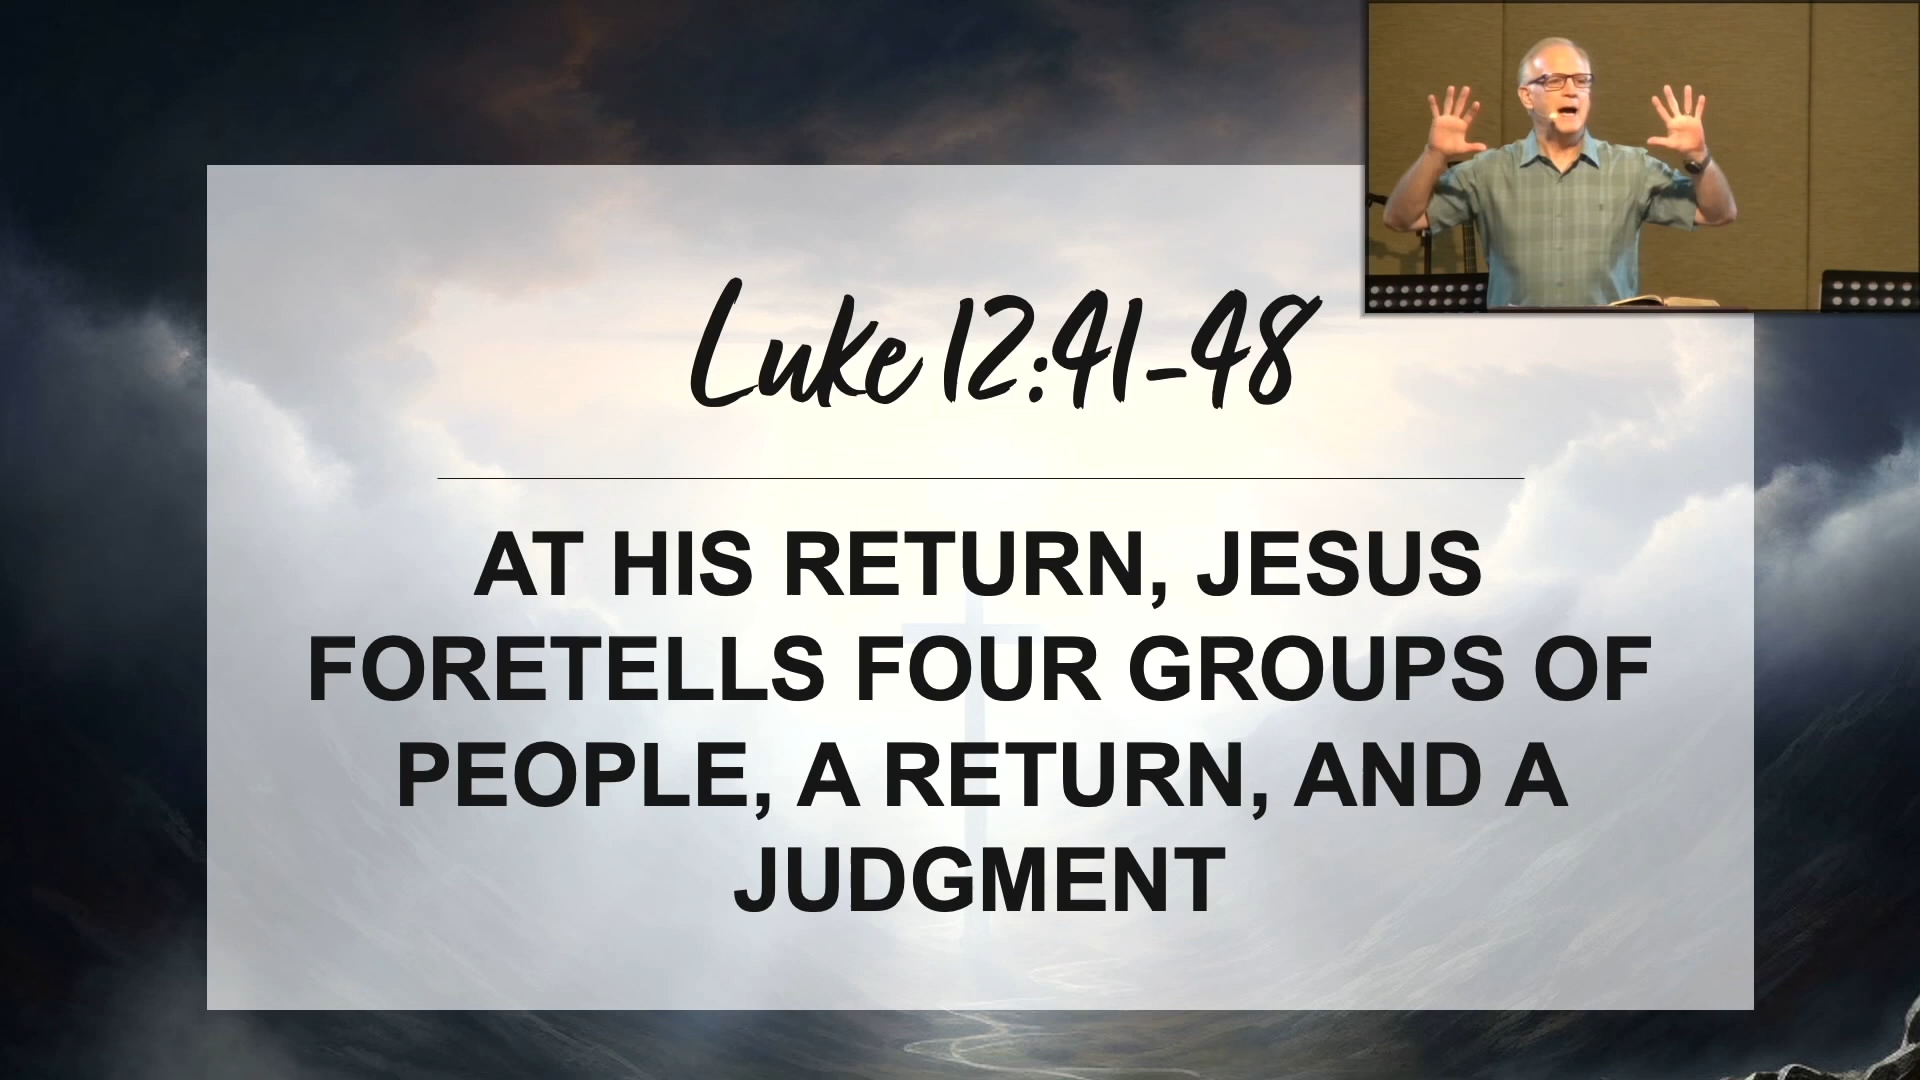 Luke 12:41-48
AT HIS RETURN, JESUS
FORETELLS FOUR GROUPS OF
PEOPLE, A RETURN, AND A
JUDGMENT